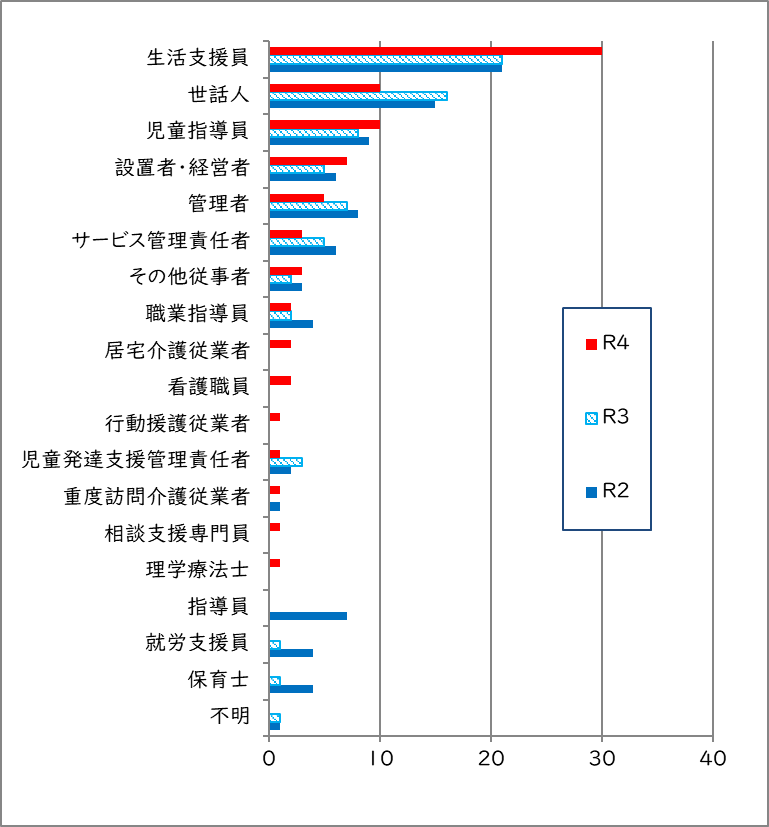 生活支援員
世話人
児童指導員
設置者・経営者
管理者
サービス管理責任者
その他従事者
職業指導員
居宅介護従業者
看護職員
行動援護従業者
児童発達支援管理責任者
重度訪問介護従業者
相談支援専門員
理学療法士
指導員
就労支援員
保育士
不明
0 10 20 30 40
R4
R3
R2